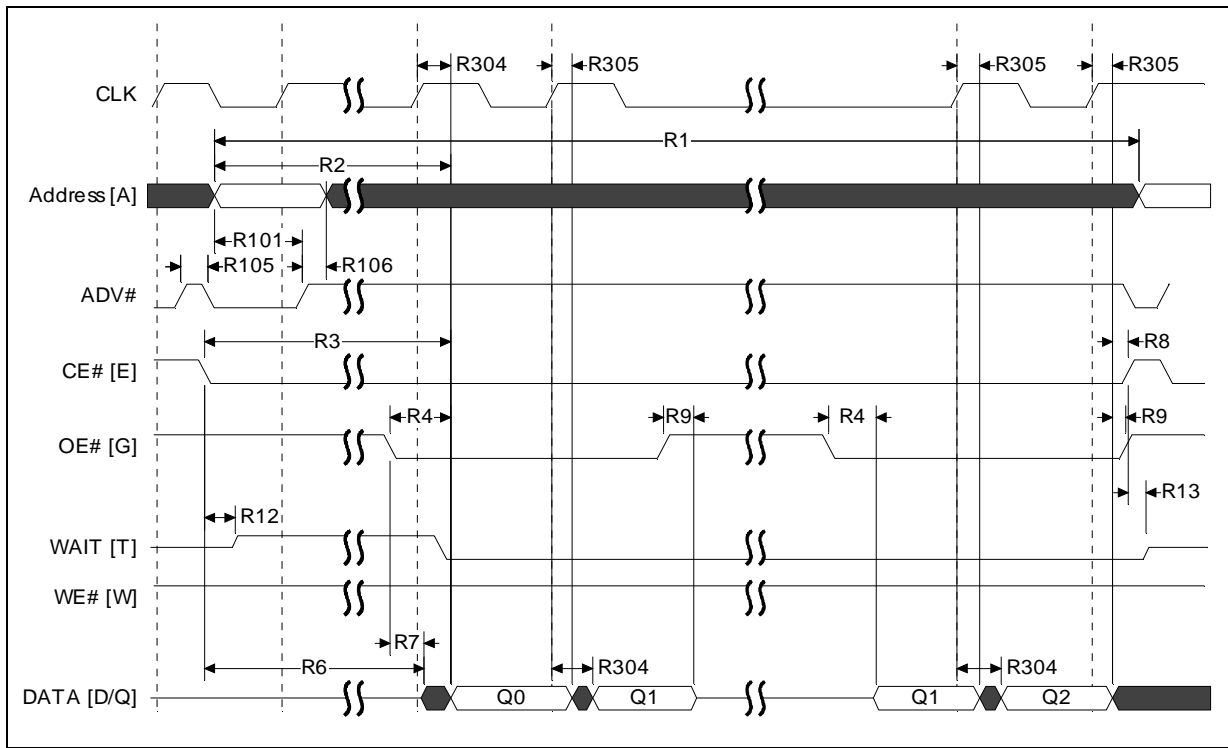 R304 R305 R305 R305
CLK
R1
R2
Address [A]
R101
R105 R106
ADV#
R3 R8
CE# [E]
R4 R9 R4 R9
OE# [G]
R13
R12
WAIT [T]
WE# [W]
R7
R6 R304 R304
DATA [D/Q] Q0 Q1 Q1 Q2